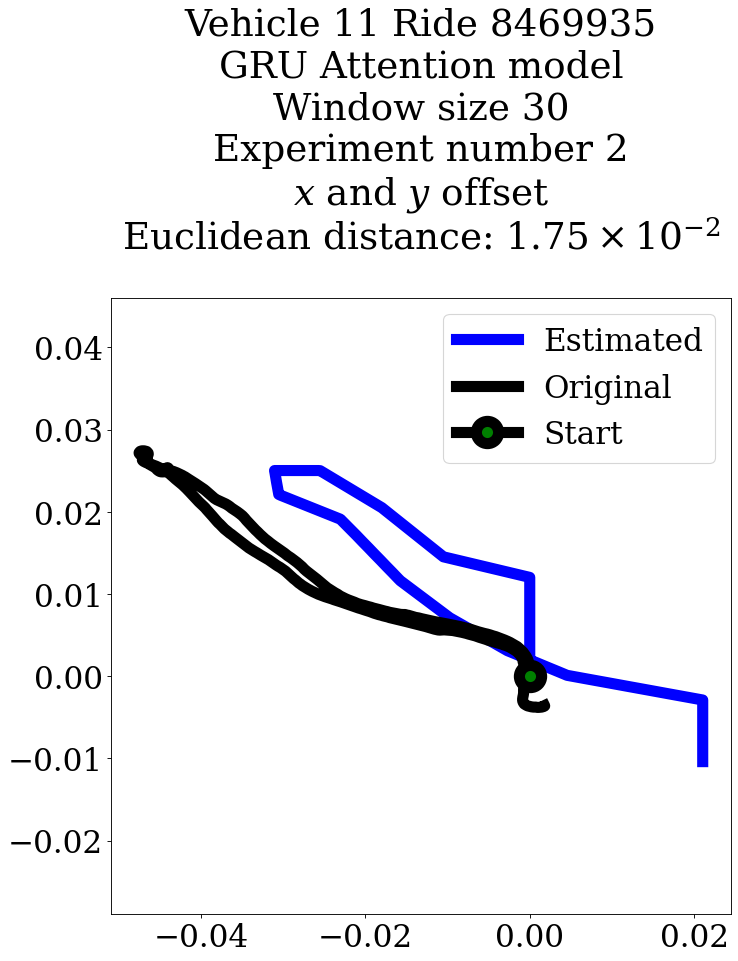 Vehicle 11 Ride 8469935
GRU Attention model
Window size 30
Experiment number 2
x and y offset
Euclidean distance: 1.75 × 10⁻²
Estimated
Original
Start
0.04
0.03
0.02
0.01
0.00
−0.01
−0.02
−0.04
−0.02
0.00
0.02